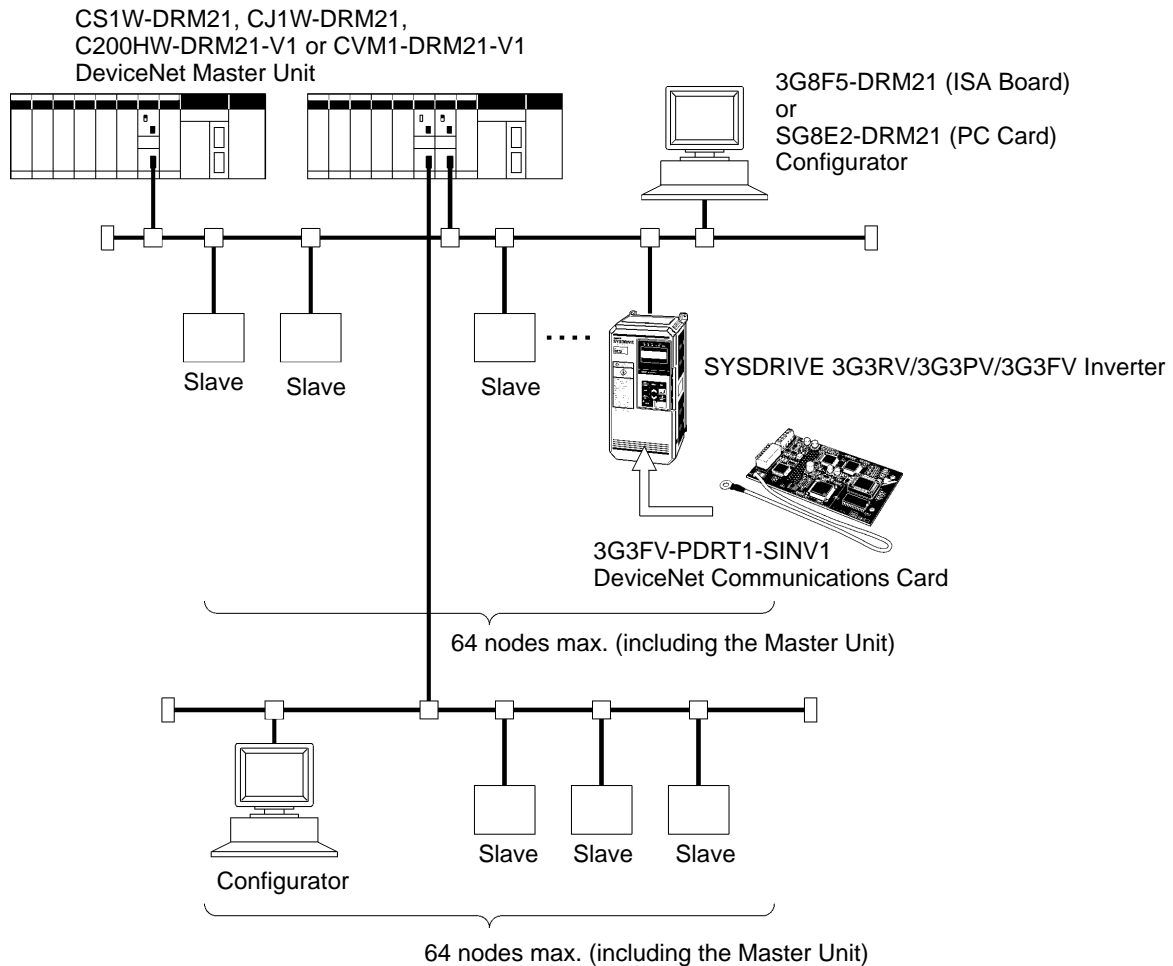 CS1W-DRM21, CJ1W-DRM21,
C200HW-DRM21-V1 or CVM1-DRM21-V1
DeviceNet Master Unit
3G8F5-DRM21 (ISA Board)
or
SG8E2-DRM21 (PC Card)
Configurator
Slave
Slave
Slave
SYSDRIVE 3G3RV/3G3PV/3G3FV Inverter
3G3FV-PDRT1-SINV1
DeviceNet Communications Card
64 nodes max. (including the Master Unit)
Configurator
Slave
Slave
Slave
64 nodes max. (including the Master Unit)